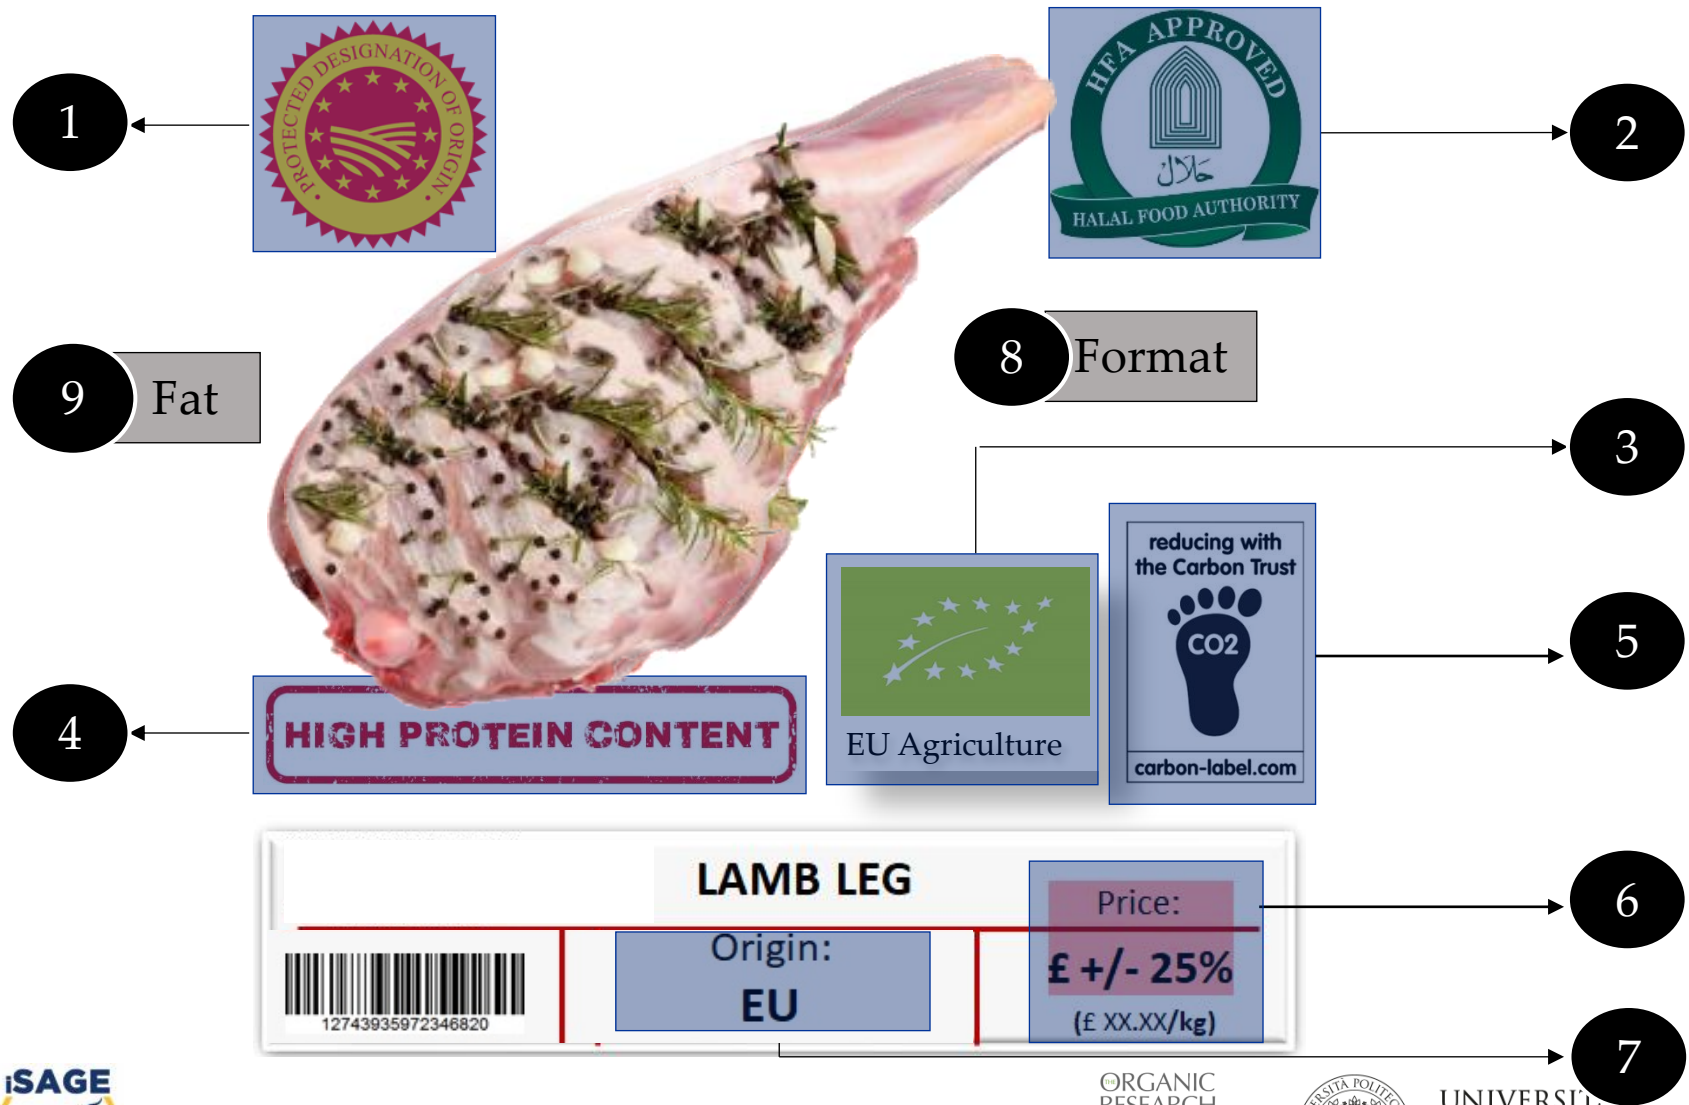 1
PROTECTED DESIGNATION OF ORIGIN
HFA APPROVED
حلال
HALAL FOOD AUTHORITY
2
9 Fat
8 Format
3
reducing with
the Carbon Trust
CO2
carbon-label.com
5
EU Agriculture
4
HIGH PROTEIN CONTENT
LAMB LEG
Price:
£ +/- 25%
(£ XX.XX/kg)
6
Origin:
EU
12743935972346820
7
iSAGE
THE ORGANIC
RESEARCH